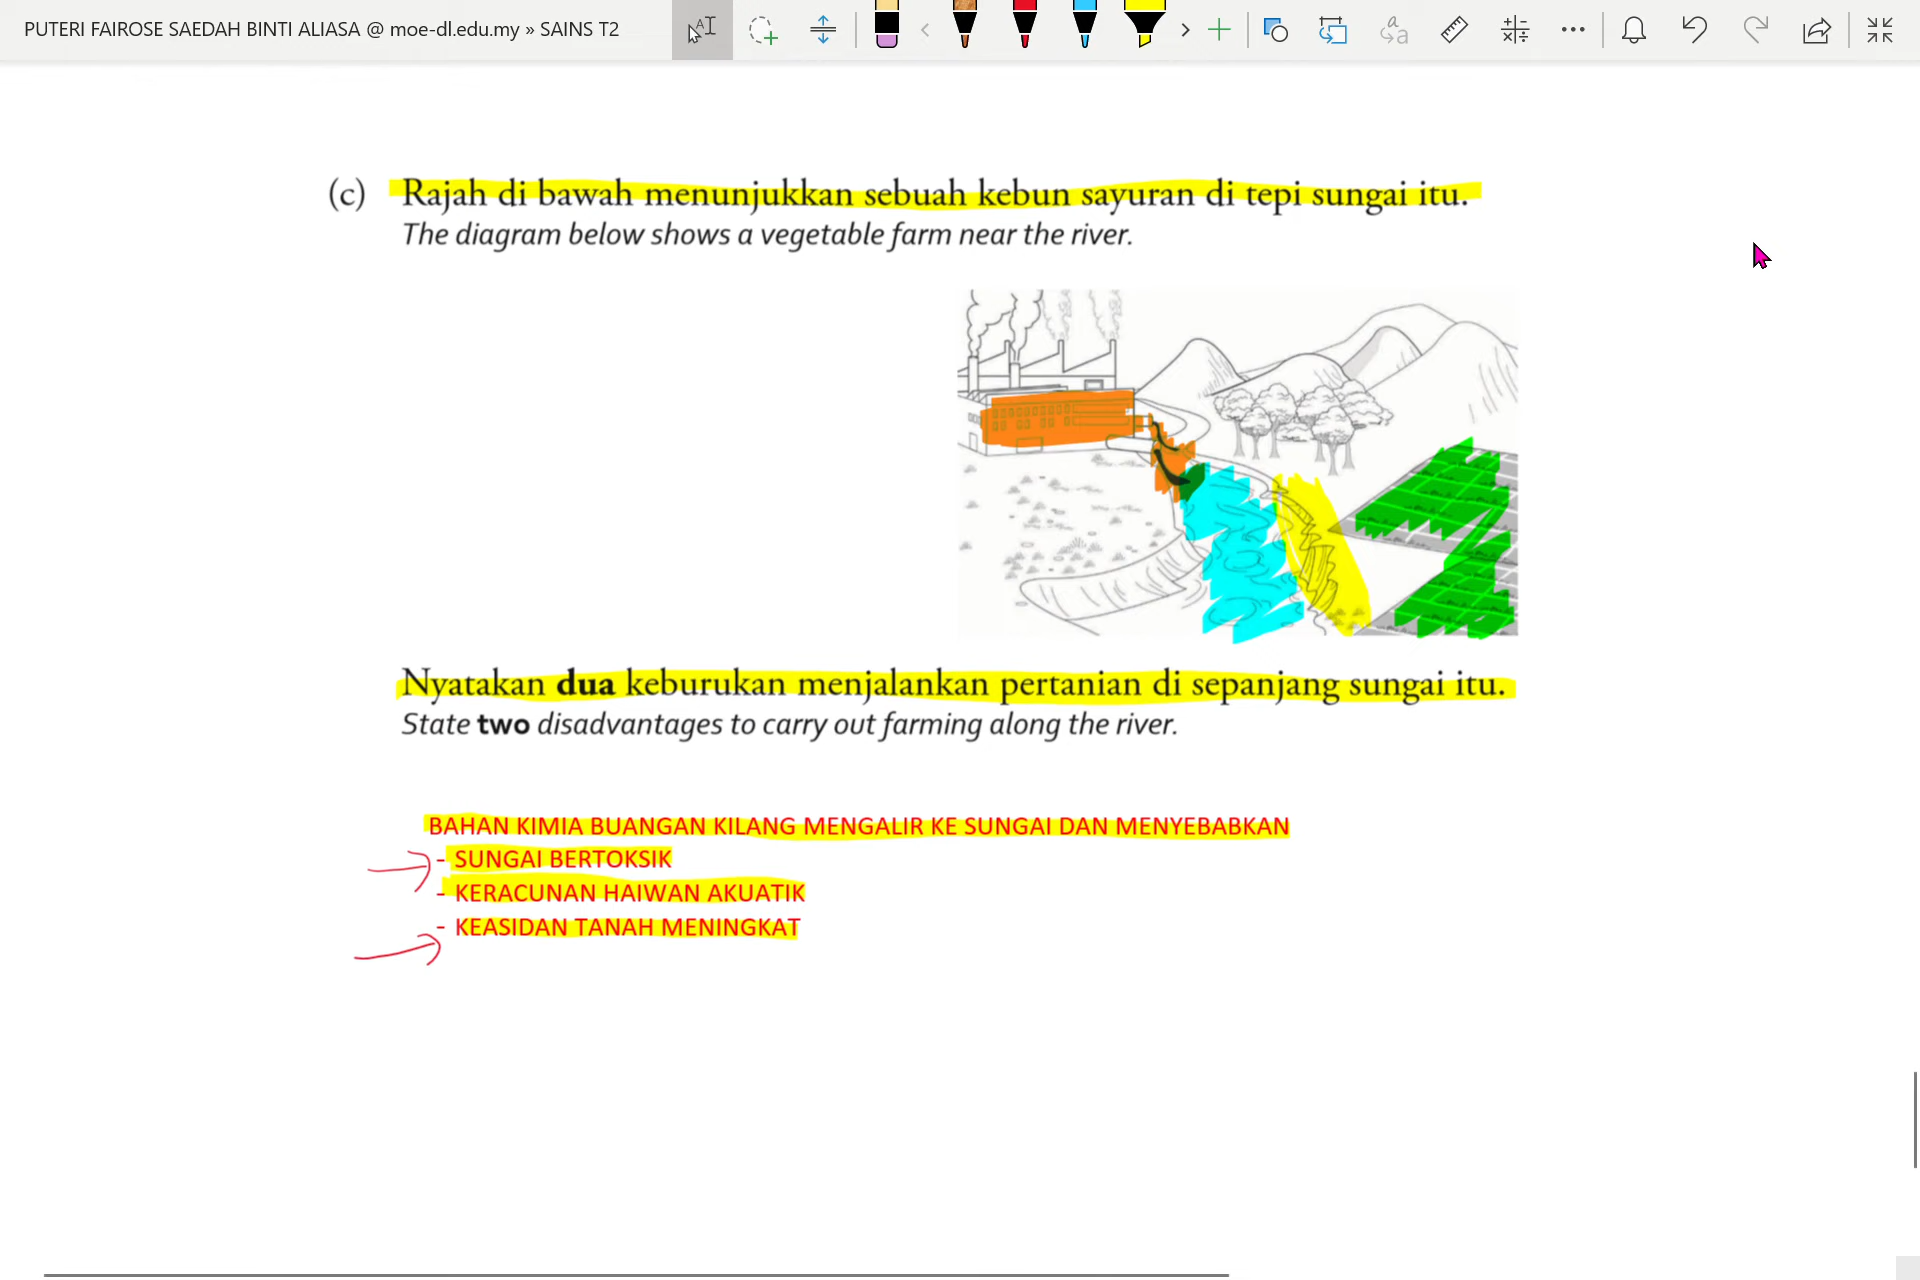 PUTERI FAIROSE SAEDAH BINTI ALIASA @ moe-dl.edu.my » SAINS T2
(c) Rajah di bawah menunjukkan sebuah kebun sayuran di tepi sungai itu.
The diagram below shows a vegetable farm near the river.
Nyatakan dua keburukan menjalankan pertanian di sepanjang sungai itu.
State two disadvantages to carry out farming along the river.
BAHAN KIMIA BUANGAN KILANG MENGALIR KE SUNGAI DAN MENYEBABKAN
- SUNGAI BERTOKSIK
- KERACUNAN HAIWAN AKUATIK
- KEASIDAN TANAH MENINGKAT